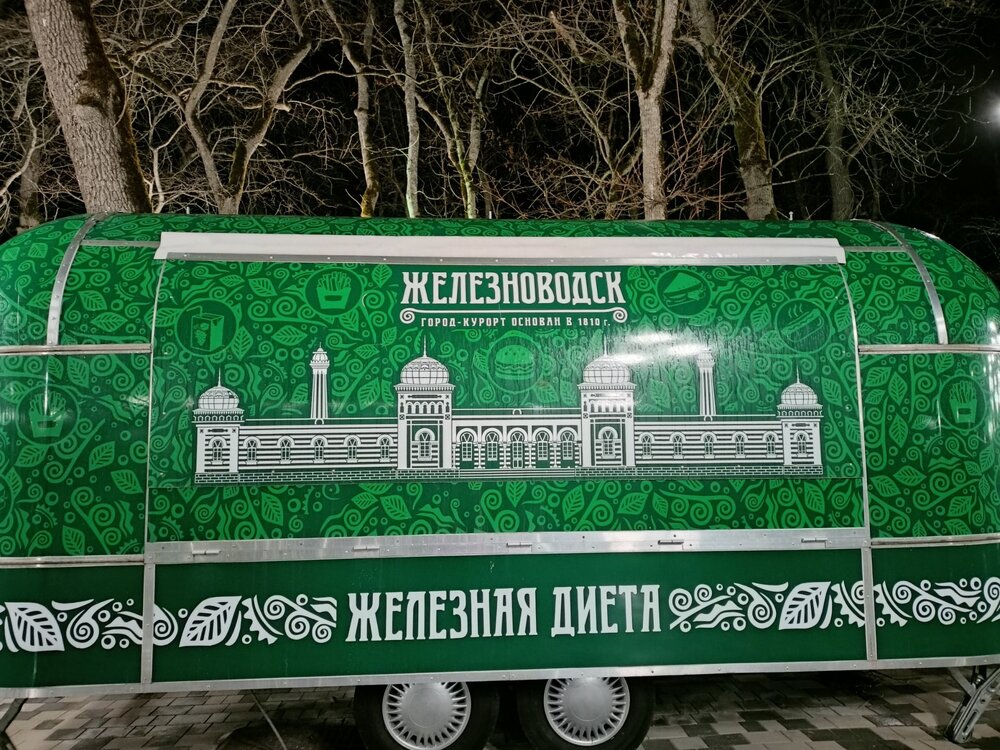 ЖЕЛЕЗНОВОДСК
ГОРОД-КУРОРТ ОСНОВАН В 1810 г.
ЖЕЛЕЗНАЯ ДИЕТА